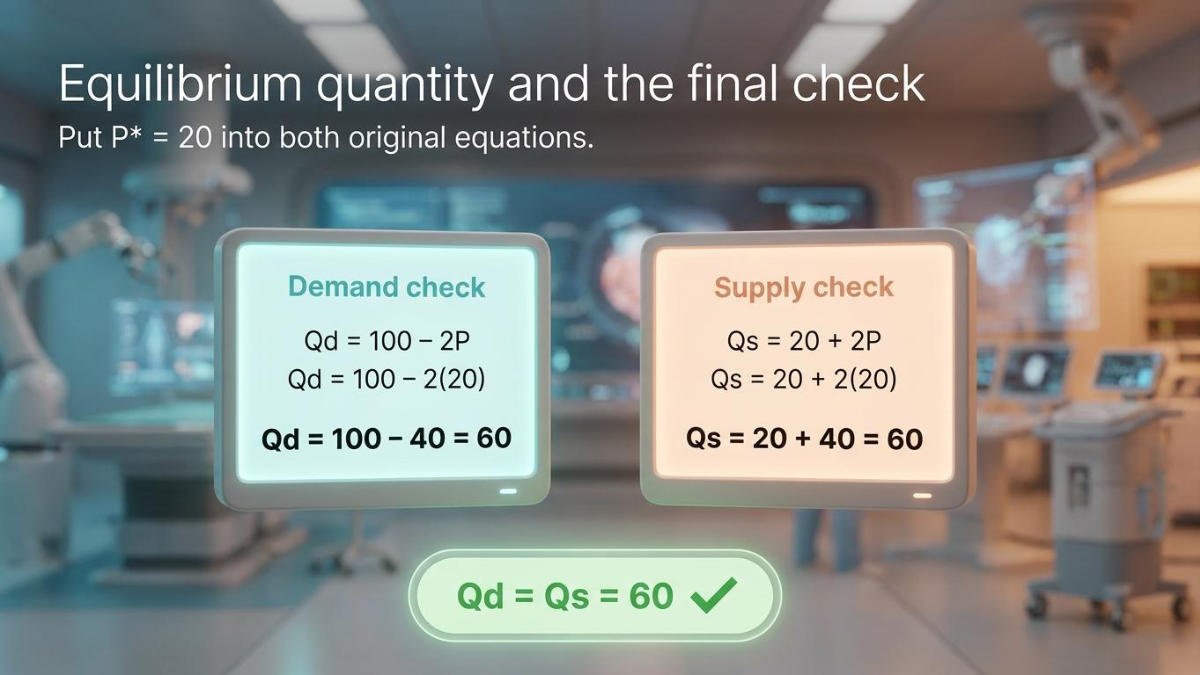 Equilibrium quantity and the final check
Put P* = 20 into both original equations.
Demand check
Qd = 100 – 2P
Qd = 100 – 2(20)
Qd = 100 – 40 = 60
Supply check
Qs = 20 + 2P
Qs = 20 + 2(20)
Qs = 20 + 40 = 60
Qd = Qs = 60 ✓